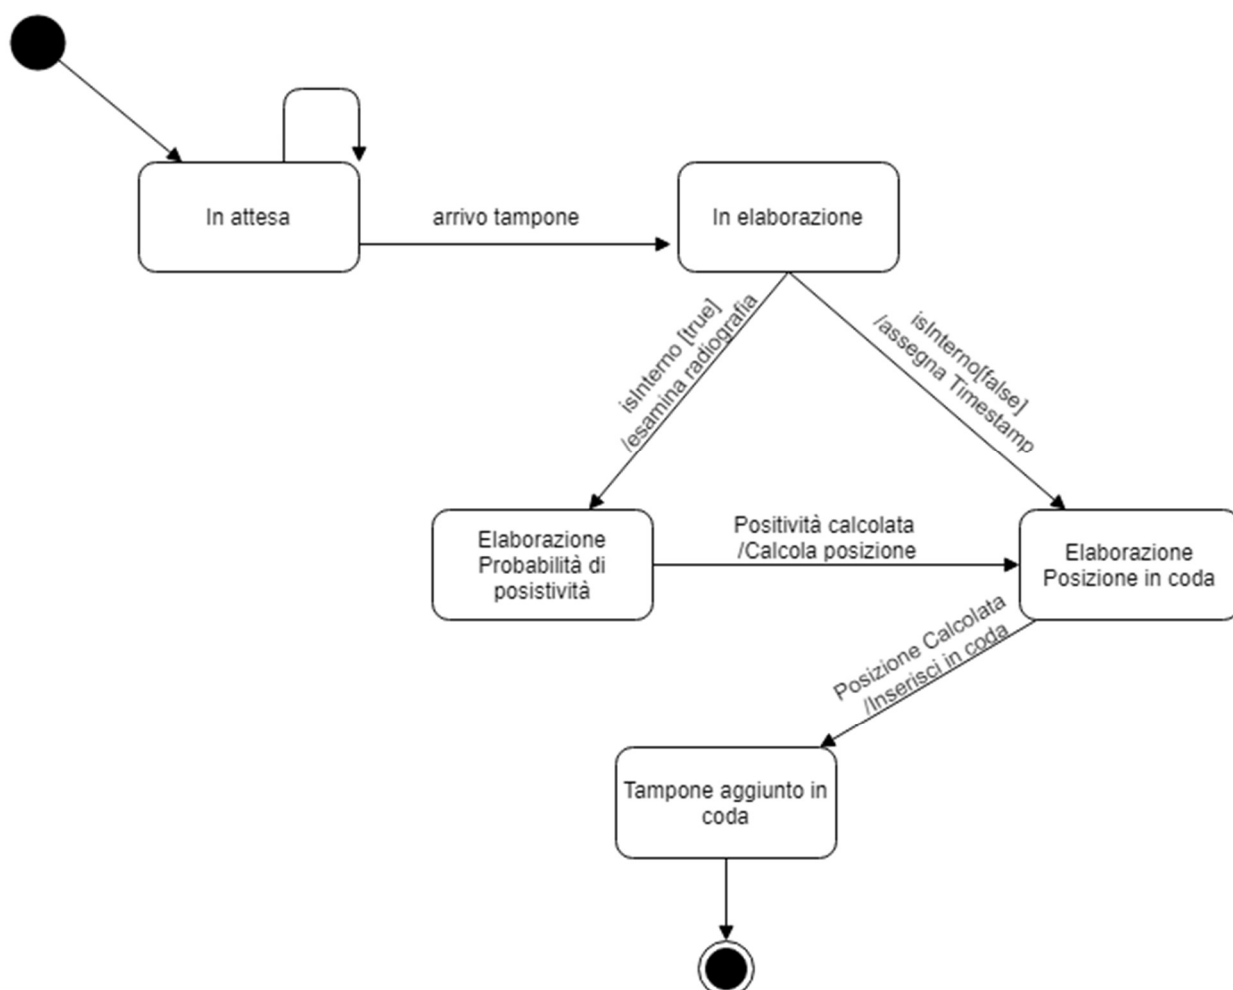 In attesa
arrivo tampone
In elaborazione
isInterno [true]
/esamina radiografia
isInterno[false]
/assegna Timestamp
Elaborazione
Probabilità di
posistività
Positività calcolata
/Calcola posizione
Elaborazione
Posizione in coda
Posizione Calcolata
/Inserisci in coda
Tampone aggiunto in
coda